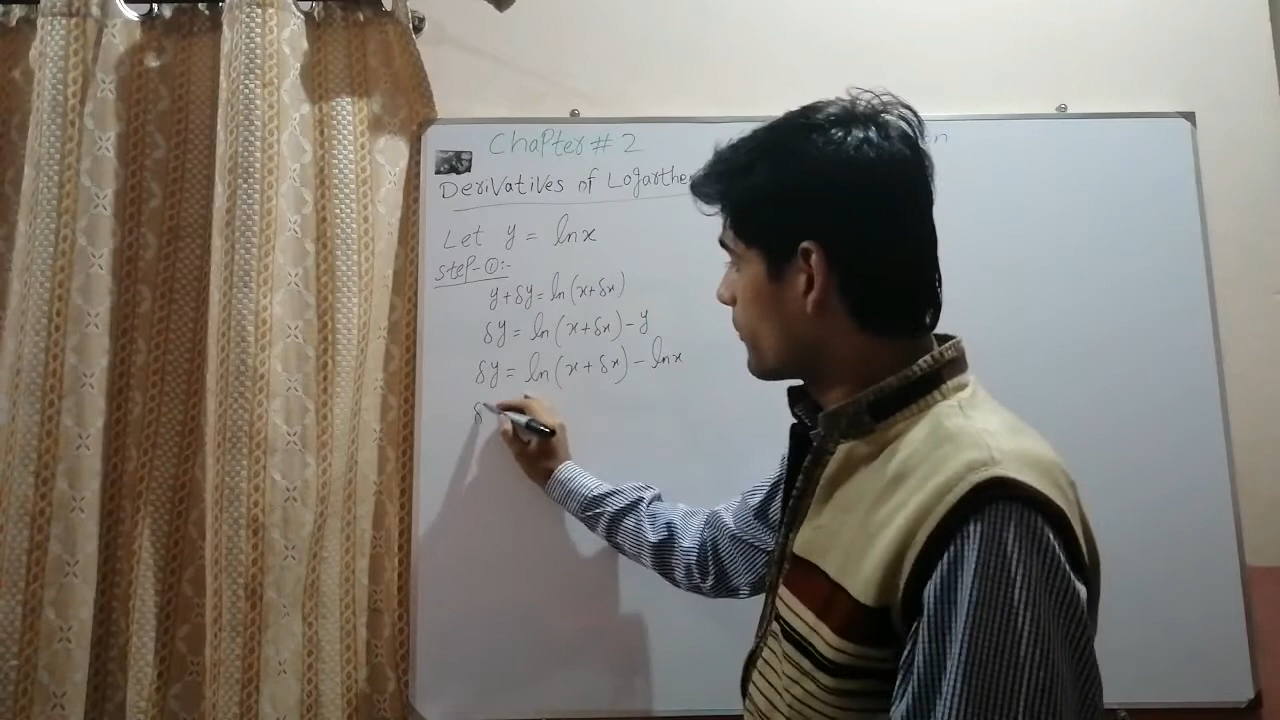 Chapter # 2
Derivatives of Logarthe
Let y = ln x
Step-①:-
y + δy = ln(x+δx)
δy = ln(x+δx) - y
δy = ln(x+δx) - ln x
δ